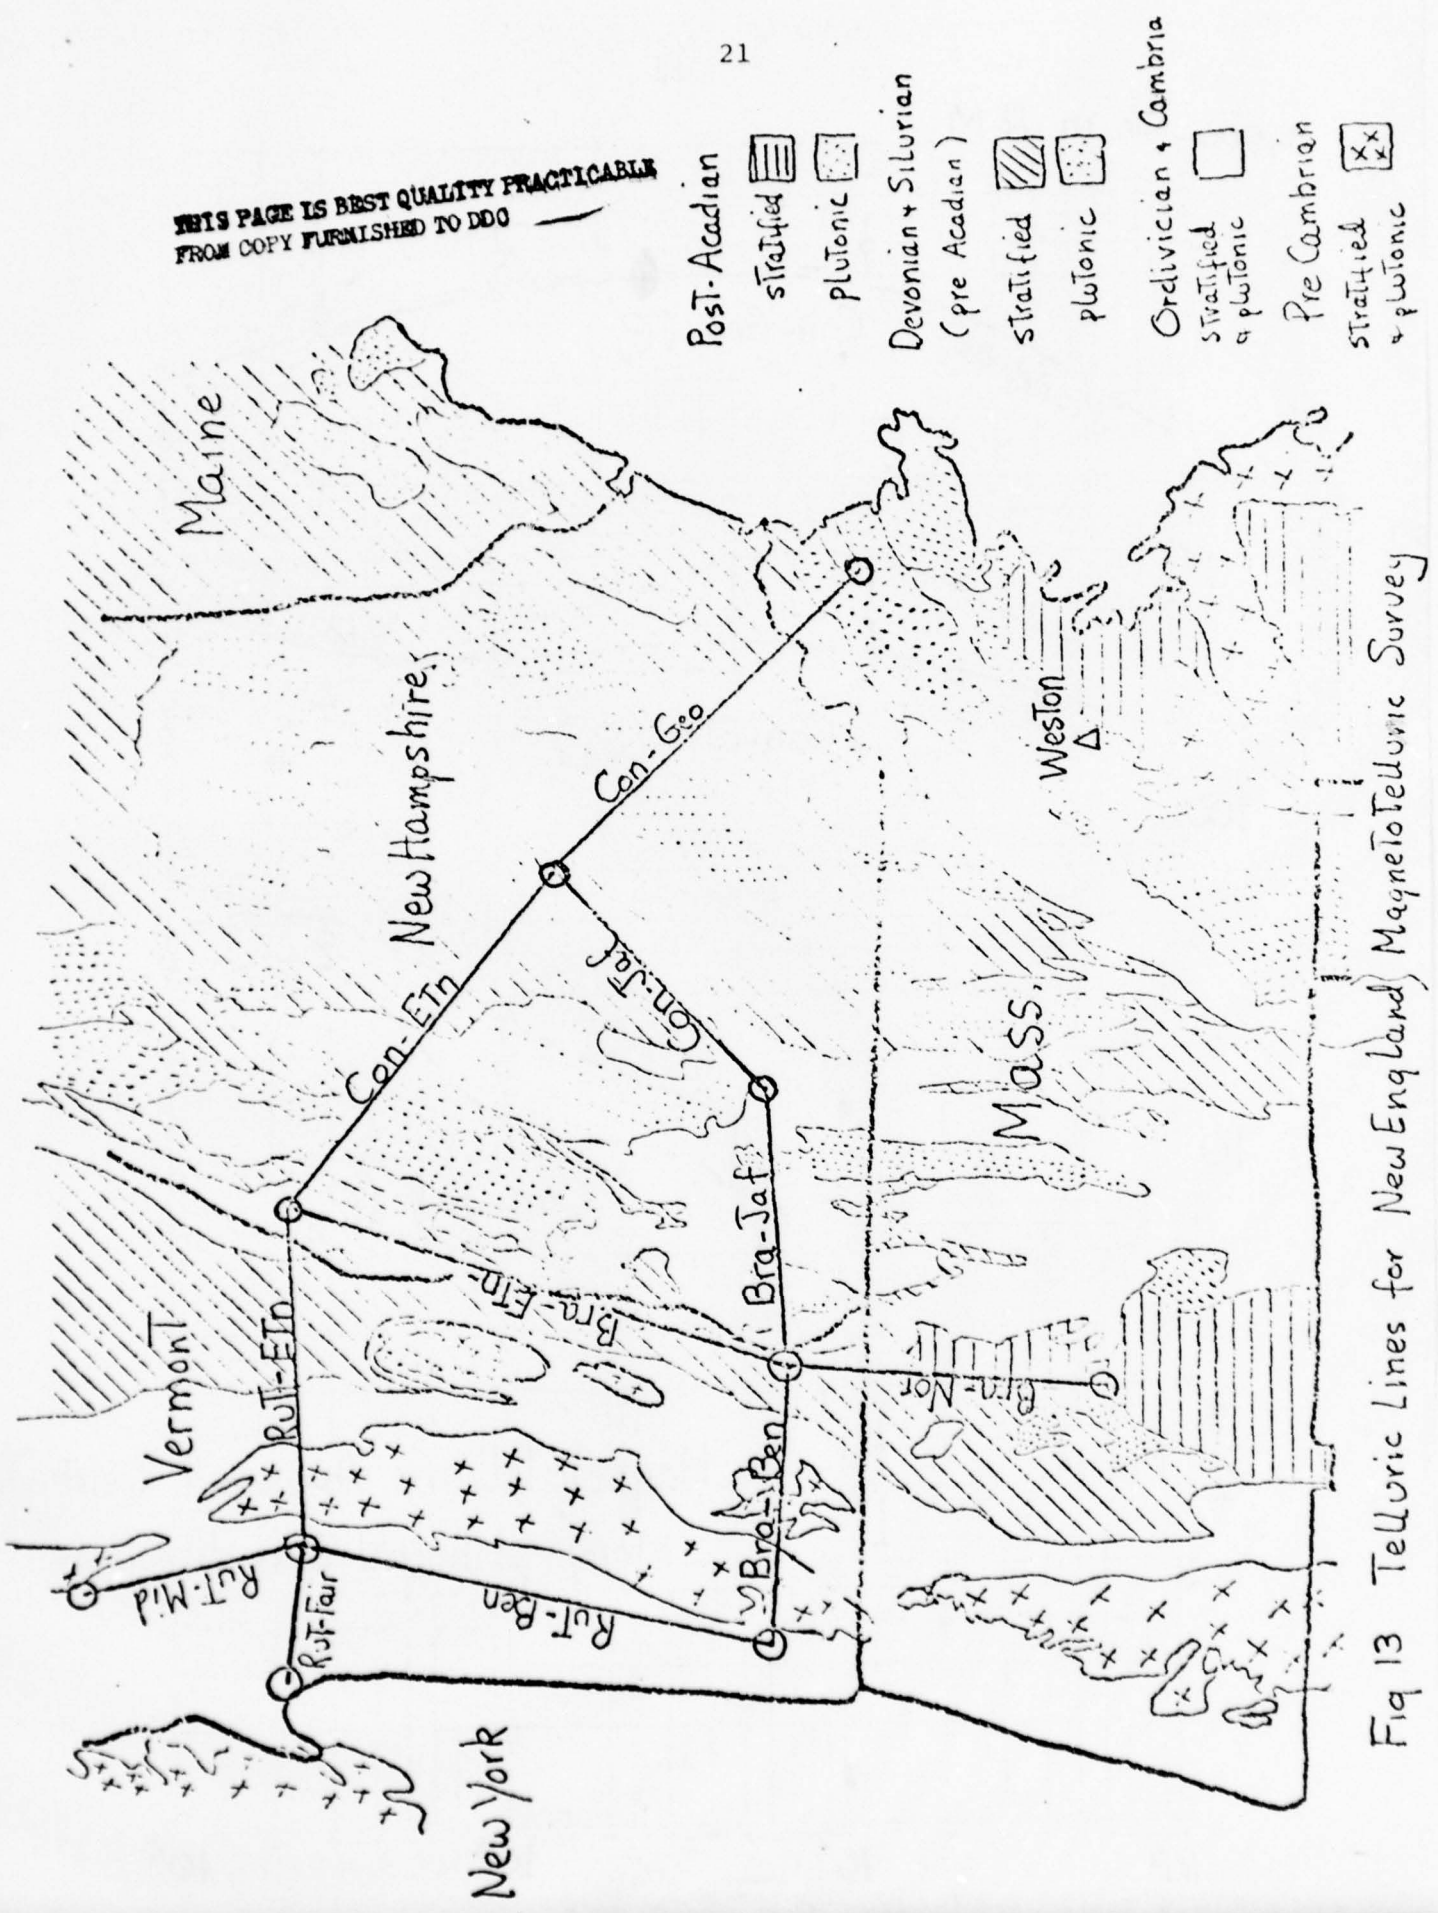 21
THIS PAGE IS BEST QUALITY PRACTICABLE
FROM COPY FURNISHED TO DDC
Post-Acadian
stratified
plutonic
Devonian & Silurian
(pre Acadian)
stratified
plutonic
Ordivician & Cambria
stratified
& plutonic
Pre Cambrian
stratified
& plutonic
Maine
New Hampshire
Vermont
New York
Mass.
Weston
Con-Geo
Con-ETn
Con-Jaf
Bra-Jaf
Bra-ETn
RuT-ETn
Bra-Nor
Bra-Ben
RuT-Mid
RuT-Fair
RuT-Ben
Fig 13 Telluric Lines for New England MagnetoTelluric Survey